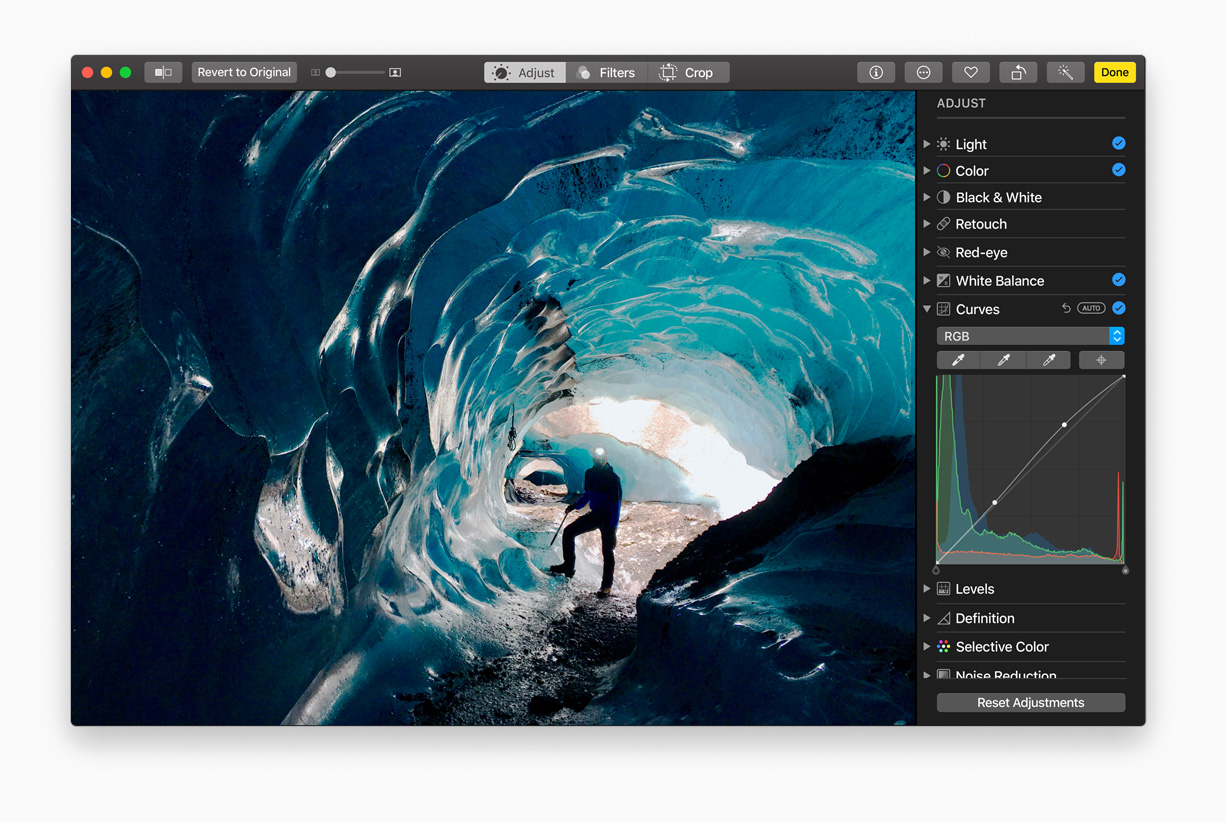 Revert to Original
Adjust
Filters
Crop
Done
ADJUST
Light
Color
Black & White
Retouch
Red-eye
White Balance
Curves
AUTO
RGB
Levels
Definition
Selective Color
Noise Reduction
Reset Adjustments